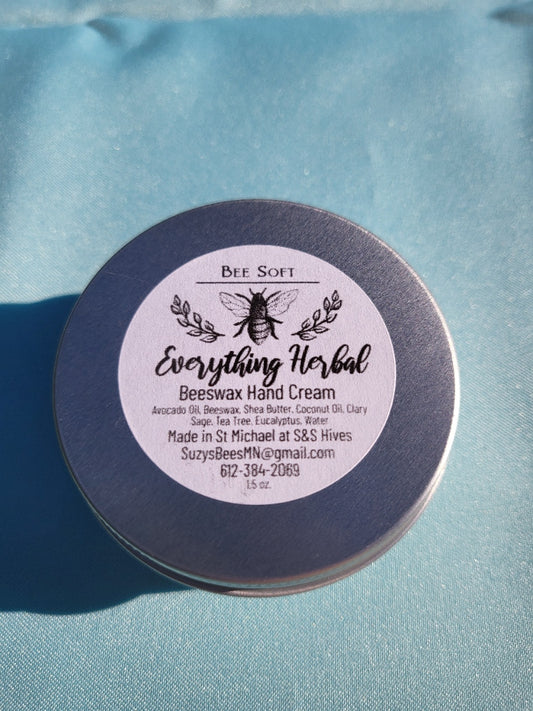 Bee Soft
Everything Herbal
Beeswax Hand Cream
Avocado Oil, Beeswax, Shea Butter, Coconut Oil, Clary
Sage, Tea Tree, Eucalyptus, Water
Made in St Michael at S&S Hives
SuzysBeesMN@gmail.com
612-384-2069
1.5 oz.